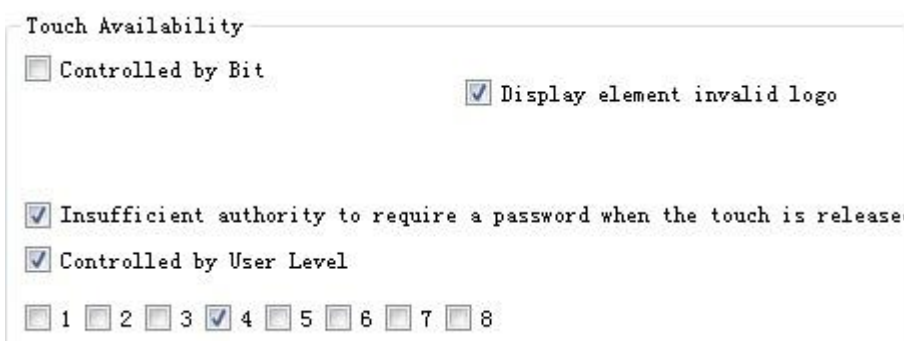 Touch Availability
Controlled by Bit
Display element invalid logo
Insufficient authority to require a password when the touch is release
Controlled by User Level
1 2 3 4 5 6 7 8